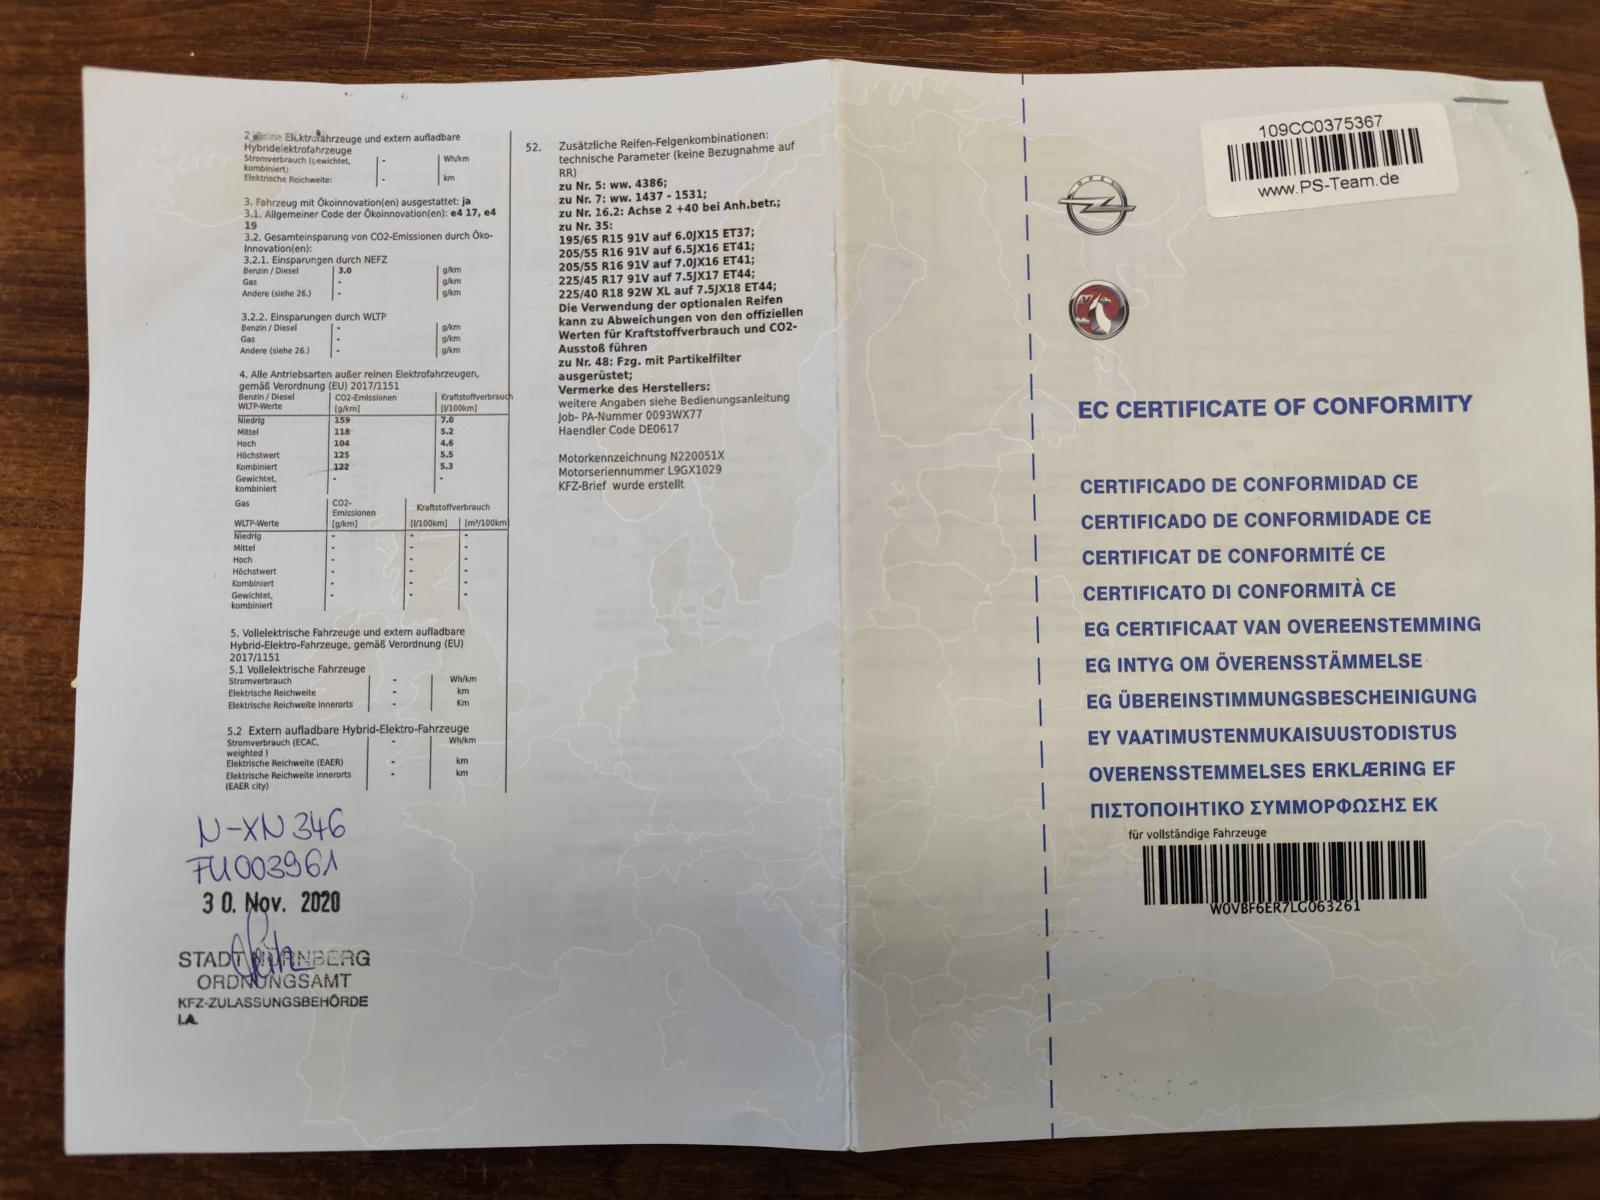 Elektrofahrzeuge und extern aufladbare
Hybridelektrofahrzeuge
Stromverbrauch (gewichtet, kombiniert): - Wh/km
Elektrische Reichweite: - km
3. Fahrzeug mit Ökoinnovation(en) ausgestattet: ja
3.1. Allgemeiner Code der Ökoinnovation(en): e4 17, e4
19
3.2. Gesamteinsparung von CO2-Emissionen durch Öko-
Innovation(en):
3.2.1. Einsparungen durch NEFZ
Benzin / Diesel 3.0 g/km
Gas - g/km
Andere (siehe 26.) - g/km
3.2.2. Einsparungen durch WLTP
Benzin / Diesel - g/km
Gas - g/km
Andere (siehe 26.) - g/km
4. Alle Antriebsarten außer reinen Elektrofahrzeugen,
gemäß Verordnung (EU) 2017/1151
Benzin / Diesel CO2-Emissionen Kraftstoffverbrauch
WLTP-Werte [g/km] [l/100km]
Niedrig 159 7.0
Mittel 118 5.2
Hoch 104 4.6
Höchstwert 125 5.5
Kombiniert 122 5.3
Gewichtet, - -
kombiniert
Gas CO2- Kraftstoffverbrauch
Emissionen
WLTP-Werte [g/km] [l/100km] [m³/100km]
Niedrig - - -
Mittel - - -
Hoch - - -
Höchstwert - - -
Kombiniert - - -
Gewichtet, - - -
kombiniert
5. Vollelektrische Fahrzeuge und extern aufladbare
Hybrid-Elektro-Fahrzeuge, gemäß Verordnung (EU)
2017/1151
5.1 Vollelektrische Fahrzeuge
Stromverbrauch - Wh/km
Elektrische Reichweite - km
Elektrische Reichweite innerorts - Km
5.2 Extern aufladbare Hybrid-Elektro-Fahrzeuge
Stromverbrauch (ECAC, - Wh/km
weighted )
Elektrische Reichweite (EAER) - km
Elektrische Reichweite innerorts - km
(EAER city)
N-XN 346
FU003961
30. Nov. 2020
STADT NÜRNBERG
ORDNUNGSAMT
KFZ-ZULASSUNGSBEHÖRDE
I.A.
52. Zusätzliche Reifen-Felgenkombinationen:
technische Parameter (keine Bezugnahme auf
RR)
zu Nr. 5: ww. 4386;
zu Nr. 7: ww. 1437 - 1531;
zu Nr. 16.2: Achse 2 +40 bei Anh.betr.;
zu Nr. 35:
195/65 R15 91V auf 6.0JX15 ET37;
205/55 R16 91V auf 6.5JX16 ET41;
205/55 R16 91V auf 7.0JX16 ET41;
225/45 R17 91V auf 7.5JX17 ET44;
225/40 R18 92W XL auf 7.5JX18 ET44;
Die Verwendung der optionalen Reifen
kann zu Abweichungen von den offiziellen
Werten für Kraftstoffverbrauch und CO2-
Ausstoß führen
zu Nr. 48: Fzg. mit Partikelfilter
ausgerüstet;
Vermerke des Herstellers:
weitere Angaben siehe Bedienungsanleitung
Job- PA-Nummer 0093WX77
Haendler Code DE0617
Motorkennzeichnung N220051X
Motorseriennummer L9GX1029
KFZ-Brief wurde erstellt
109CC0375367
www.PS-Team.de
OPEL
EC CERTIFICATE OF CONFORMITY
CERTIFICADO DE CONFORMIDAD CE
CERTIFICADO DE CONFORMIDADE CE
CERTIFICAT DE CONFORMITÉ CE
CERTIFICATO DI CONFORMITÀ CE
EG CERTIFICAAT VAN OVEREENSTEMMING
EG INTYG OM ÖVERENSSTÄMMELSE
EG ÜBEREINSTIMMUNGSBESCHEINIGUNG
EY VAATIMUSTENMUKAISUUSTODISTUS
OVERENSSTEMMELSES ERKLÆRING EF
ΠΙΣΤΟΠΟΙΗΤΙΚΟ ΣΥΜΜΟΡΦΩΣΗΣ ΕΚ
für vollständige Fahrzeuge
W0VBF6ER7LG063261